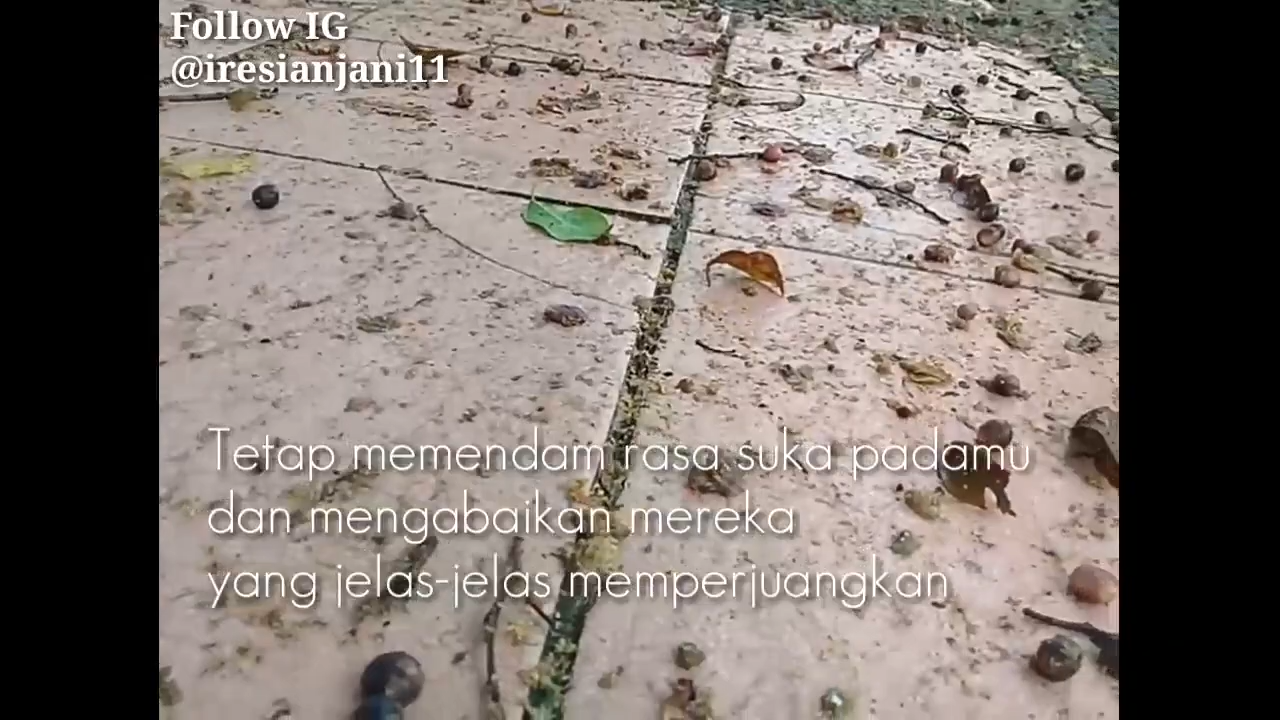 Follow IG
@iresianjani11
Tetap memendam rasa suka padamu
dan mengabaikan mereka
yang jelas-jelas memperjuangkan